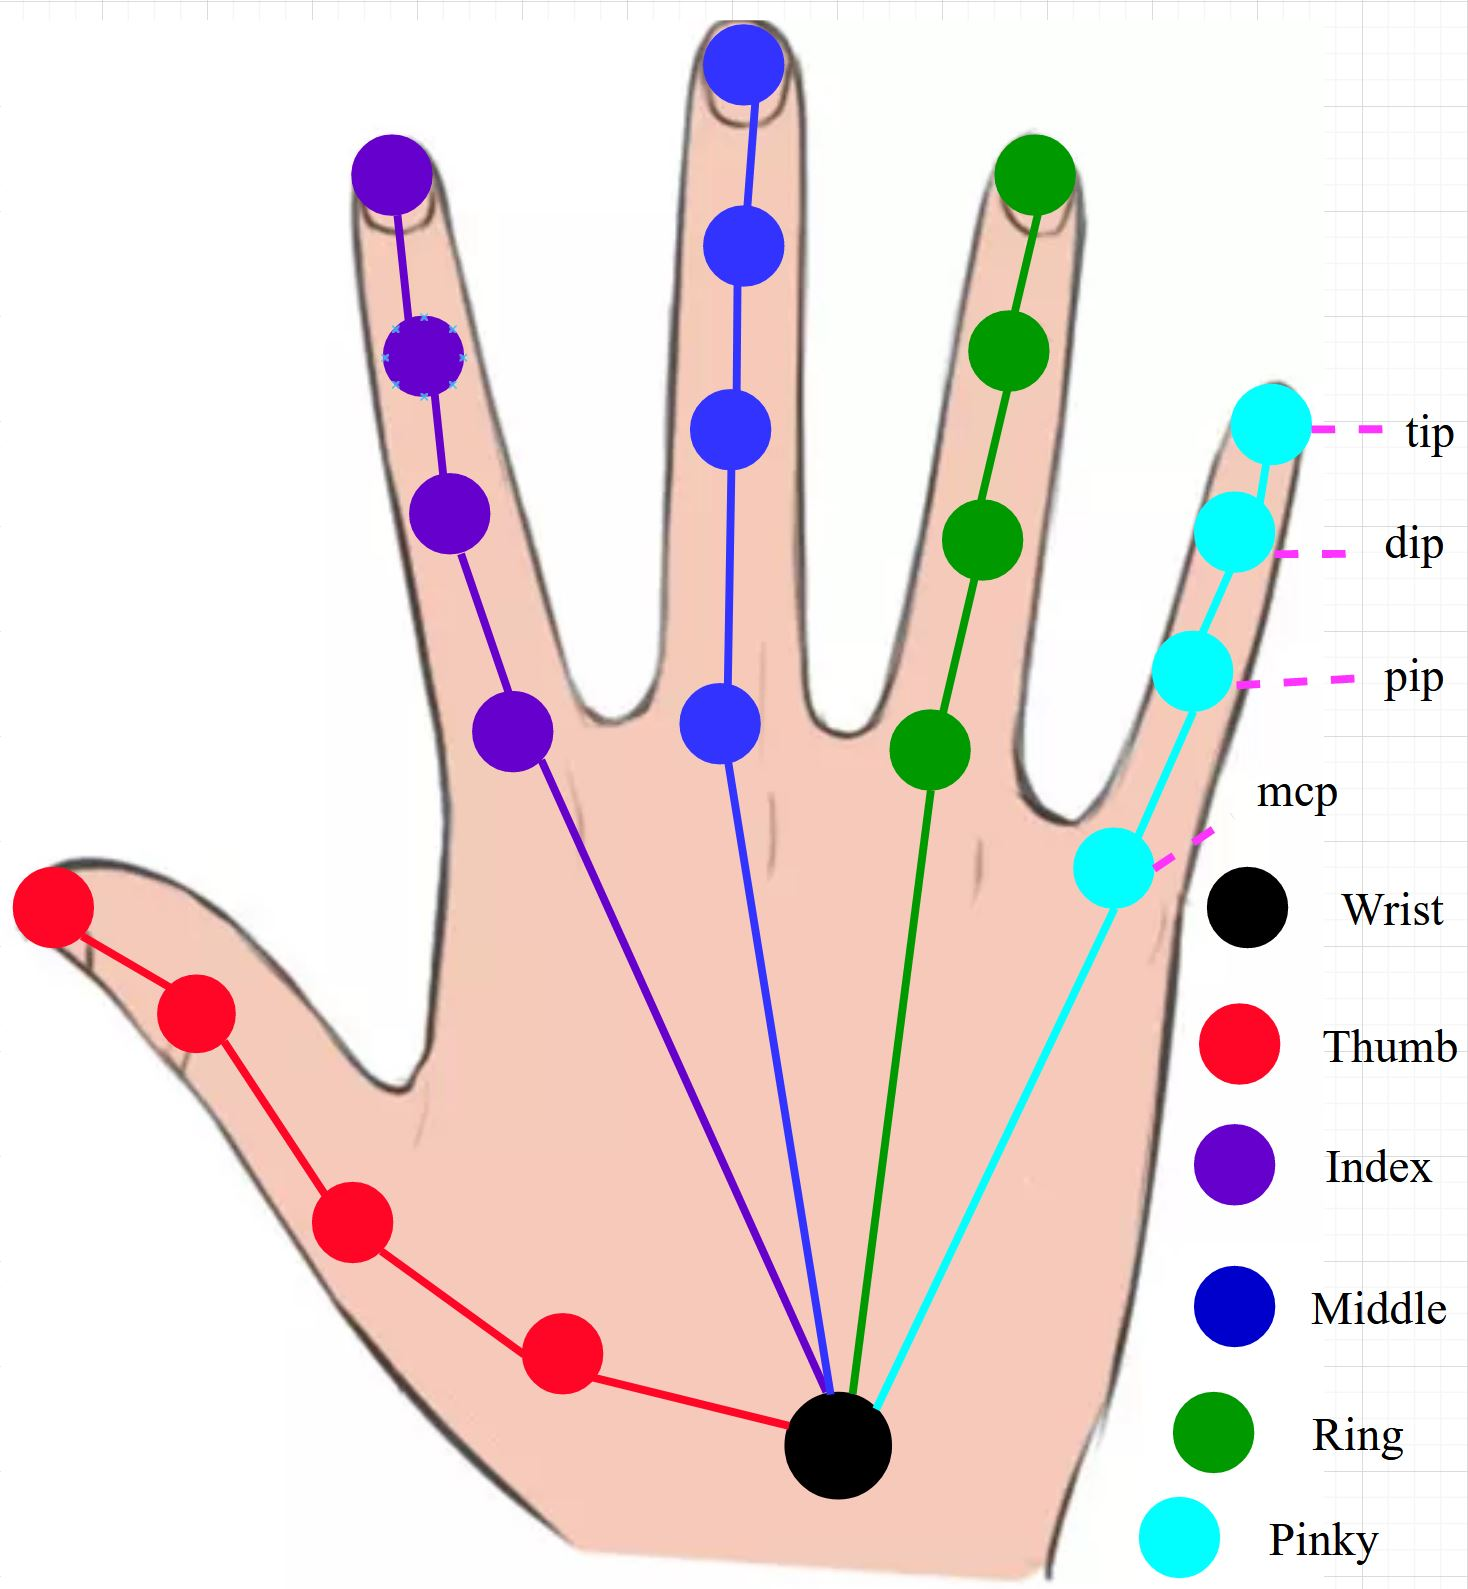 tip
dip
pip
mcp
Wrist
Thumb
Index
Middle
Ring
Pinky